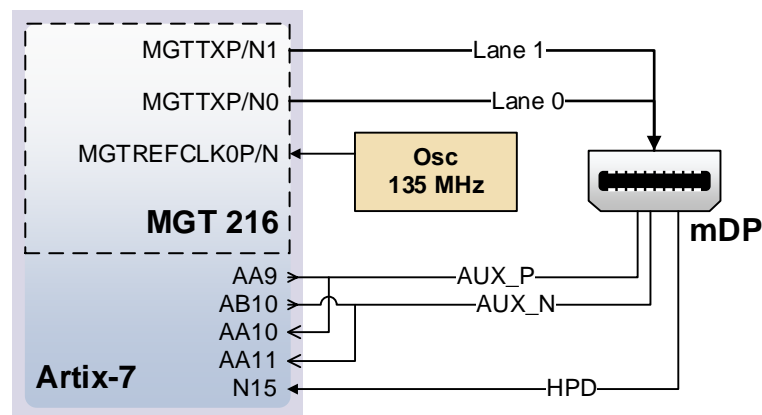 MGTTXP/N1
Lane 1
MGTTXP/N0
Lane 0
MGTREFCLK0P/N
Osc
135 MHz
MGT 216
mDP
AA9
AUX_P
AB10
AUX_N
AA10
AA11
Artix-7
N15
HPD